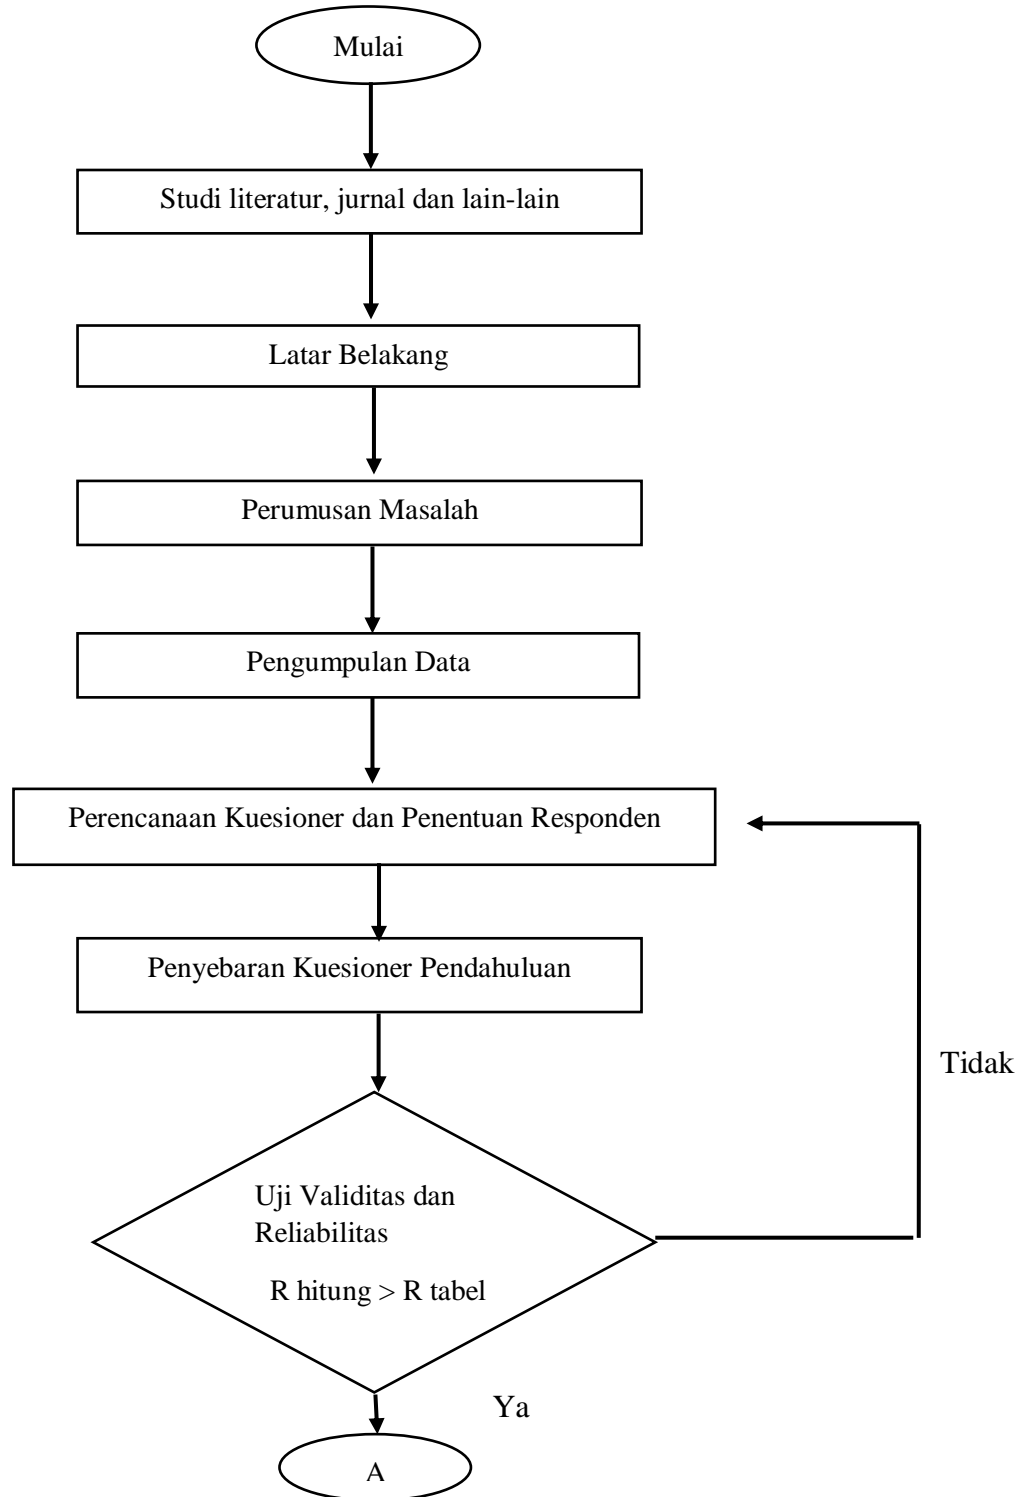 Mulai
Studi literatur, jurnal dan lain-lain
Latar Belakang
Perumusan Masalah
Pengumpulan Data
Perencanaan Kuesioner dan Penentuan Responden
Penyebaran Kuesioner Pendahuluan
Tidak
Uji Validitas dan
Reliabilitas
R hitung > R tabel
Ya
A